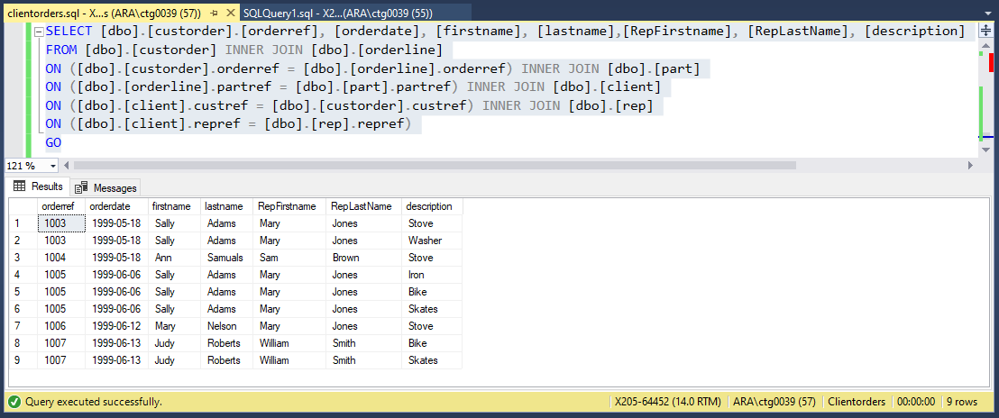 clientorders.sql - X...s (ARA\ctg0039 (57)) SQLQuery1.sql - X2...(ARA\ctg0039 (55))
SELECT [dbo].[custorder].[orderref], [orderdate], [firstname], [lastname],[RepFirstname], [RepLastName], [description]
FROM [dbo].[custorder] INNER JOIN [dbo].[orderline]
ON ([dbo].[custorder].orderref = [dbo].[orderline].orderref) INNER JOIN [dbo].[part]
ON ([dbo].[orderline].partref = [dbo].[part].partref) INNER JOIN [dbo].[client]
ON ([dbo].[client].custref = [dbo].[custorder].custref) INNER JOIN [dbo].[rep]
ON ([dbo].[client].repref = [dbo].[rep].repref)
GO
121 %
Results Messages
orderref orderdate firstname lastname RepFirstname RepLastName description
1 1003 1999-05-18 Sally Adams Mary Jones Stove
2 1003 1999-05-18 Sally Adams Mary Jones Washer
3 1004 1999-05-18 Ann Samuals Sam Brown Stove
4 1005 1999-06-06 Sally Adams Mary Jones Iron
5 1005 1999-06-06 Sally Adams Mary Jones Bike
6 1005 1999-06-06 Sally Adams Mary Jones Skates
7 1006 1999-06-12 Mary Nelson Mary Jones Stove
8 1007 1999-06-13 Judy Roberts William Smith Bike
9 1007 1999-06-13 Judy Roberts William Smith Skates
Query executed successfully. X205-64452 (14.0 RTM) ARA\ctg0039 (57) Clientorders 00:00:00 9 rows